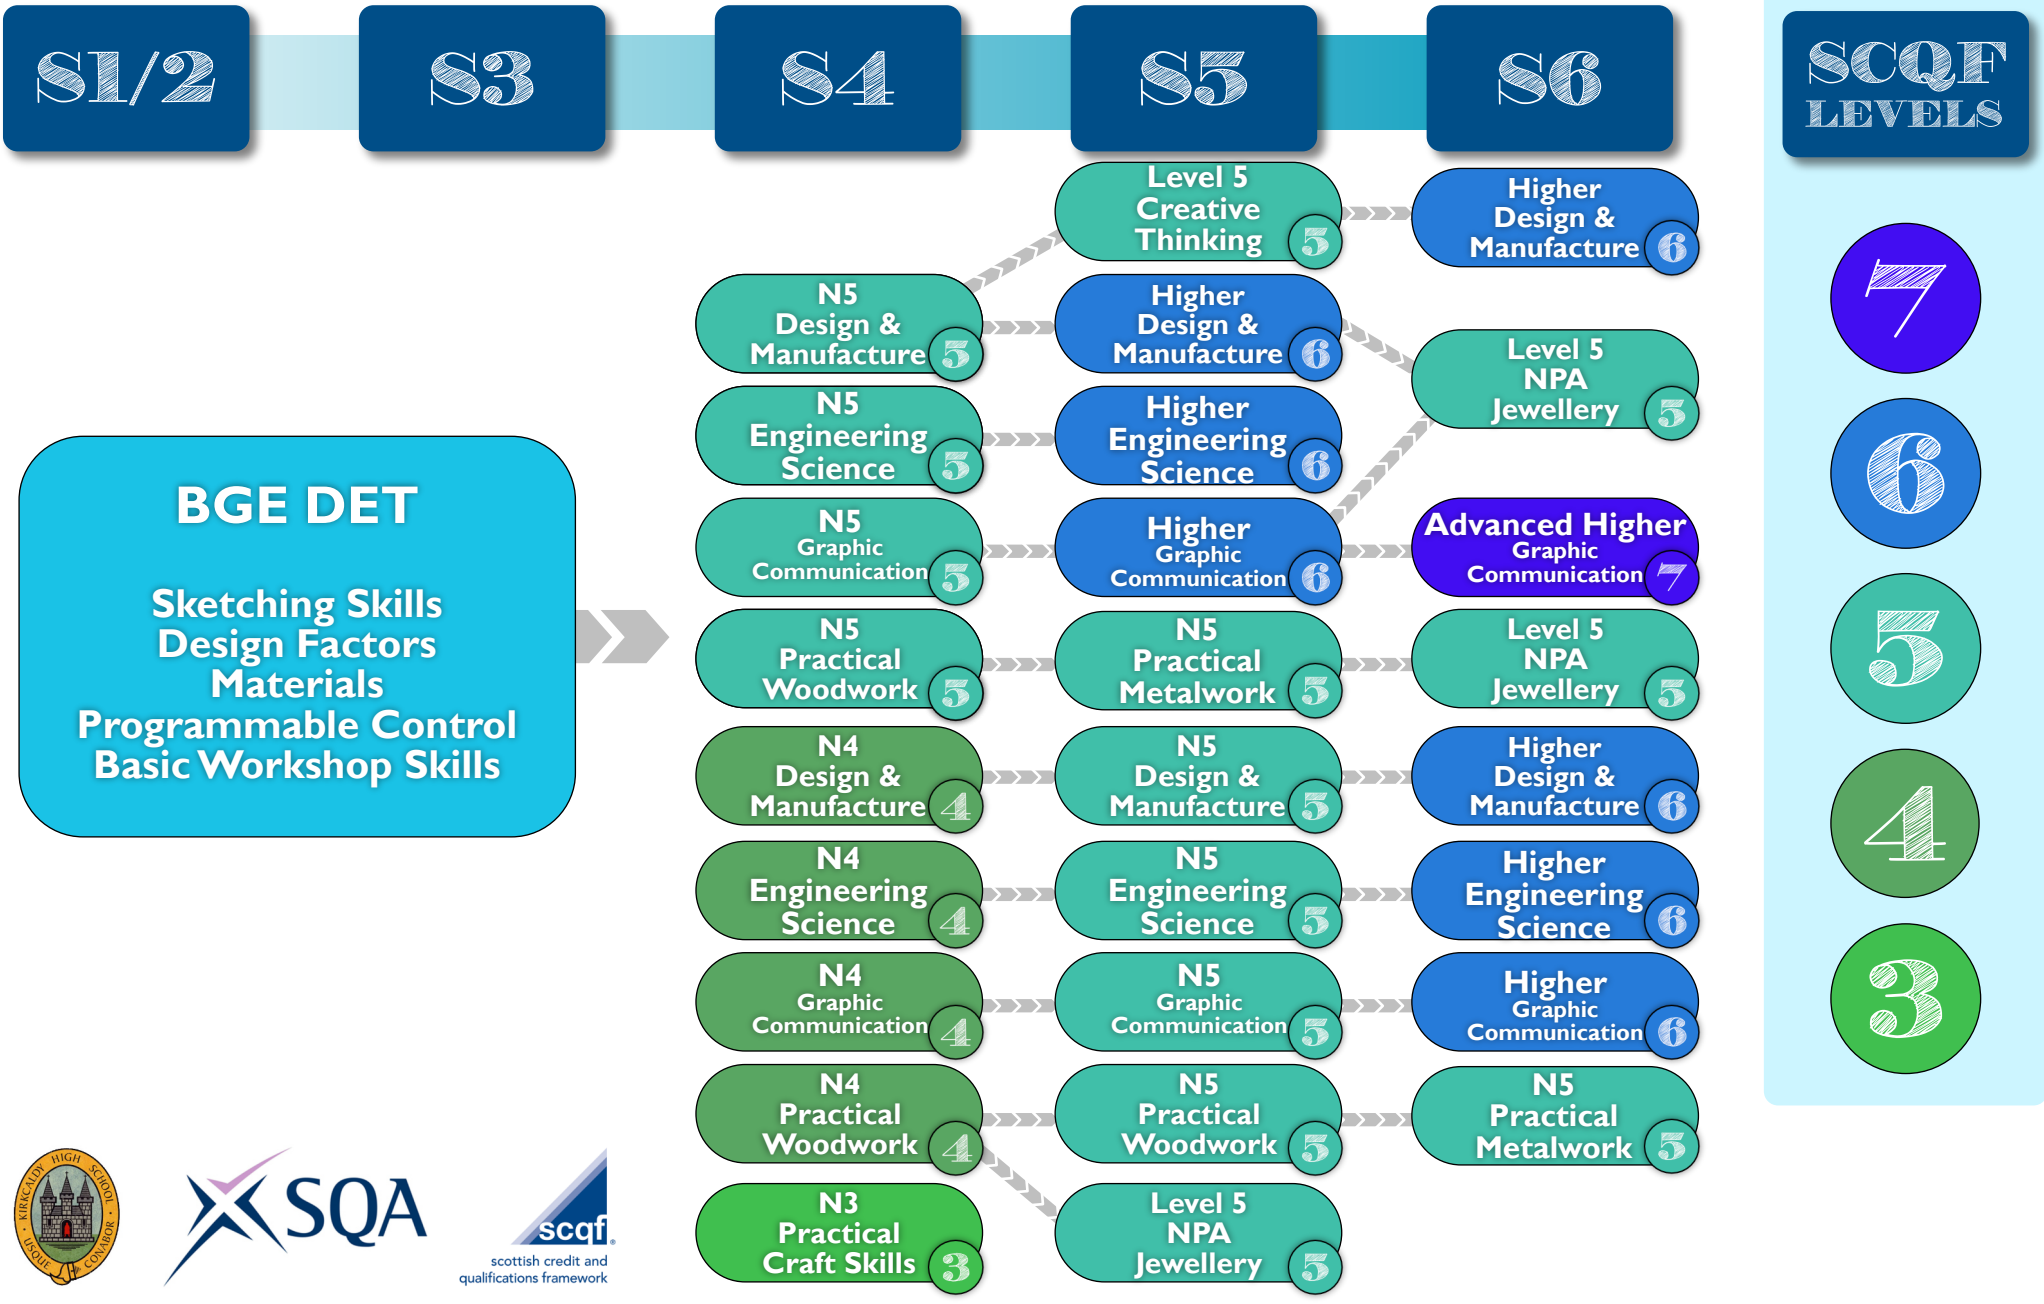 S1/2
S3
S4
S5
S6
SCQF
LEVELS
BGE DET
Sketching Skills
Design Factors
Materials
Programmable Control
Basic Workshop Skills
N5
Design &
Manufacture
5
N5
Engineering
Science
5
N5
Graphic
Communication
5
N5
Practical
Woodwork
5
N4
Design &
Manufacture
4
N4
Engineering
Science
4
N4
Graphic
Communication
4
N4
Practical
Woodwork
4
N3
Practical
Craft Skills
3
Level 5
Creative
Thinking
5
Higher
Design &
Manufacture
6
Higher
Engineering
Science
6
Higher
Graphic
Communication
6
N5
Practical
Metalwork
5
N5
Design &
Manufacture
5
N5
Engineering
Science
5
N5
Graphic
Communication
5
N5
Practical
Woodwork
5
Level 5
NPA
Jewellery
5
Higher
Design &
Manufacture
6
Level 5
NPA
Jewellery
5
Advanced Higher
Graphic
Communication
7
Level 5
NPA
Jewellery
5
Higher
Design &
Manufacture
6
Higher
Engineering
Science
6
Higher
Graphic
Communication
6
N5
Practical
Metalwork
5
7
6
5
4
3
KIRKCALDY HIGH SCHOOL
USQUE CONABOR
SQA
scqf
scottish credit and
qualifications framework